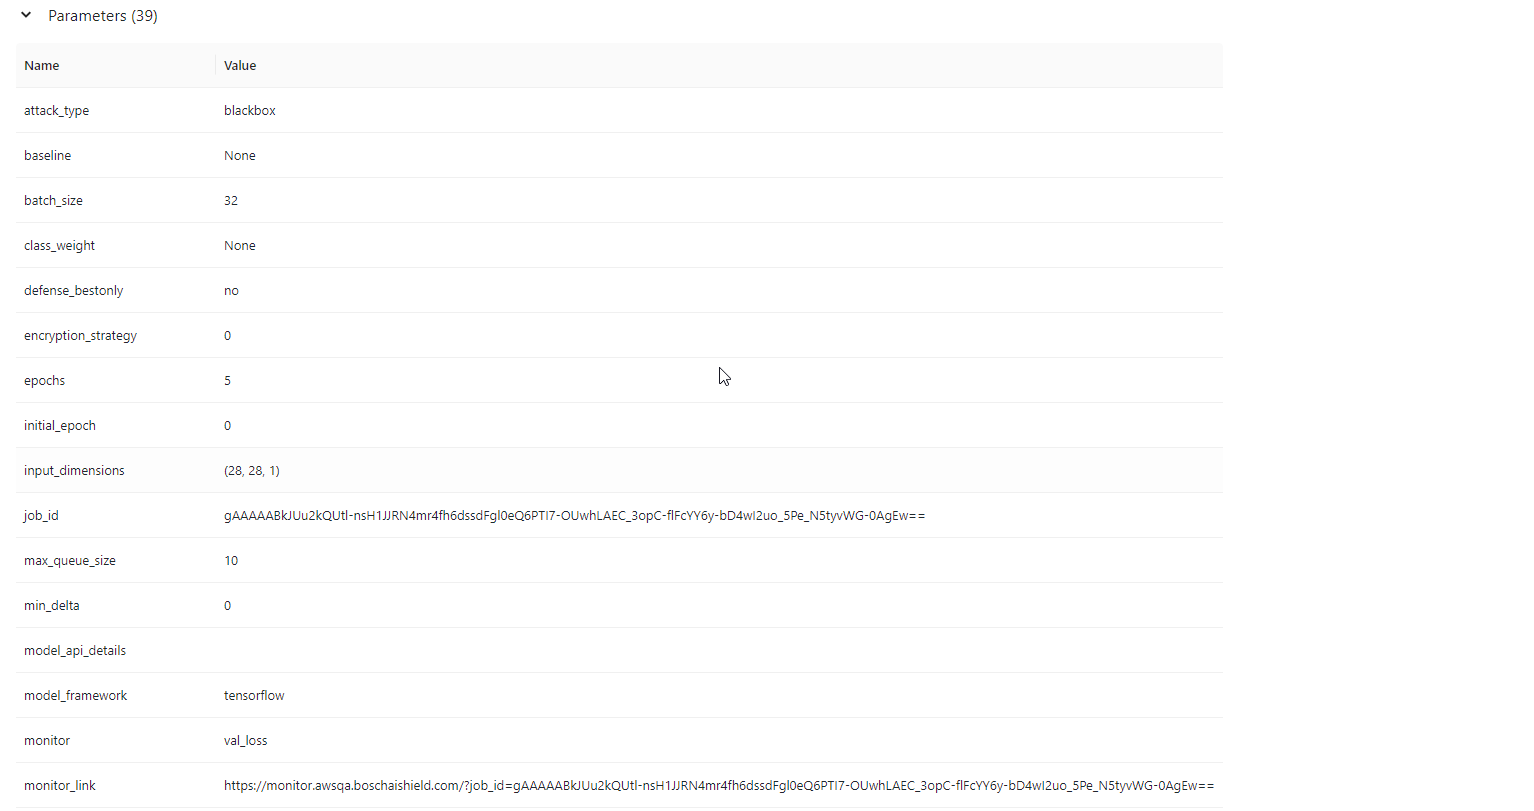 Parameters (39)
Name Value
attack_type blackbox
baseline None
batch_size 32
class_weight None
defense_bestonly no
encryption_strategy 0
epochs 5
initial_epoch 0
input_dimensions (28, 28, 1)
job_id gAAAAABkJUu2kQUtl-nsH1JJRN4mr4fh6dssdFgl0eQ6PTI7-OUwhLAEC_3opC-flFcYY6y-bD4wI2uo_5Pe_N5tyvWG-0AgEw==
max_queue_size 10
min_delta 0
model_api_details
model_framework tensorflow
monitor val_loss
monitor_link https://monitor.awsqa.boschaishield.com/?job_id=gAAAAABkJUu2kQUtl-nsH1JJRN4mr4fh6dssdFgl0eQ6PTI7-OUwhLAEC_3opC-flFcYY6y-bD4wI2uo_5Pe_N5tyvWG-0AgEw==